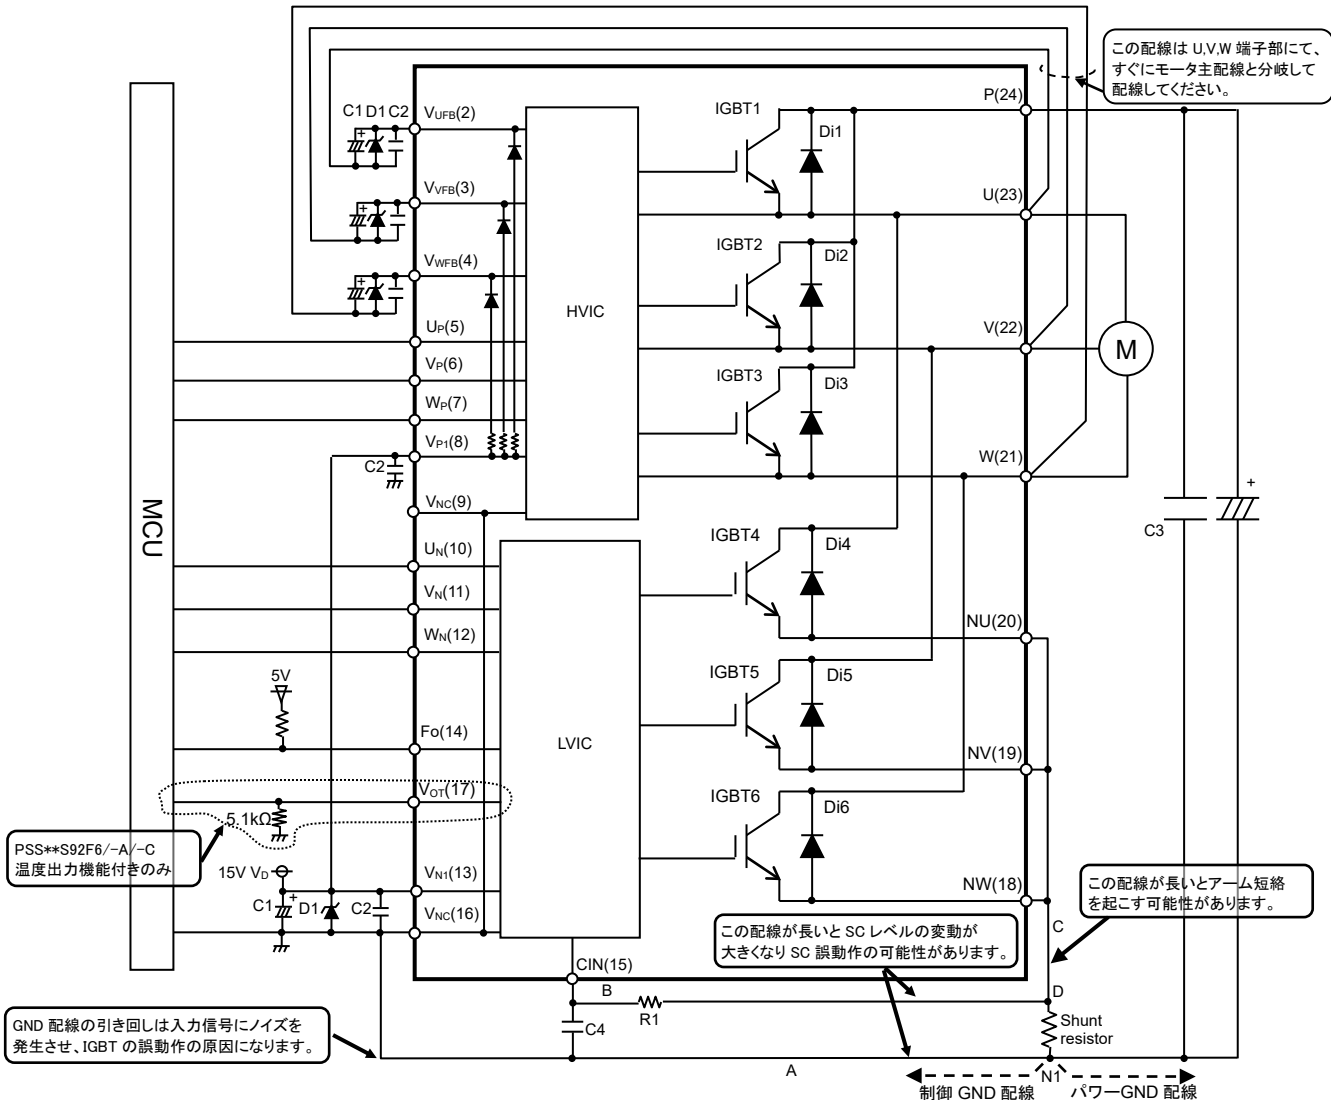 この配線は U,V,W 端子部にて、
すぐにモータ主配線と分岐して
配線してください。
P(24)
IGBT1
Di1
C1 D1 C2
VUFB(2)
VVFB(3)
U(23)
IGBT2
Di2
VWFB(4)
HVIC
UP(5)
V(22)
M
VP(6)
IGBT3
Di3
WP(7)
VP1(8)
C2
W(21)
MCU
VNC(9)
+
C3
IGBT4
Di4
UN(10)
VN(11)
WN(12)
NU(20)
5V
IGBT5
Di5
Fo(14)
LVIC
NV(19)
VOT(17)
5.1kΩ
IGBT6
Di6
PSS**S92F6/-A/-C
温度出力機能付きのみ
15V VD
VN1(13)
NW(18)
C1
+
D1
C2
VNC(16)
この配線が長いとアーム短絡
を起こす可能性があります。
この配線が長いと SC レベルの変動が
大きくなり SC 誤動作の可能性があります。
C
CIN(15)
B
D
R1
C4
Shunt
resistor
GND 配線の引き回しは入力信号にノイズを
発生させ、IGBT の誤動作の原因になります。
A
N1
制御 GND 配線
パワーGND 配線